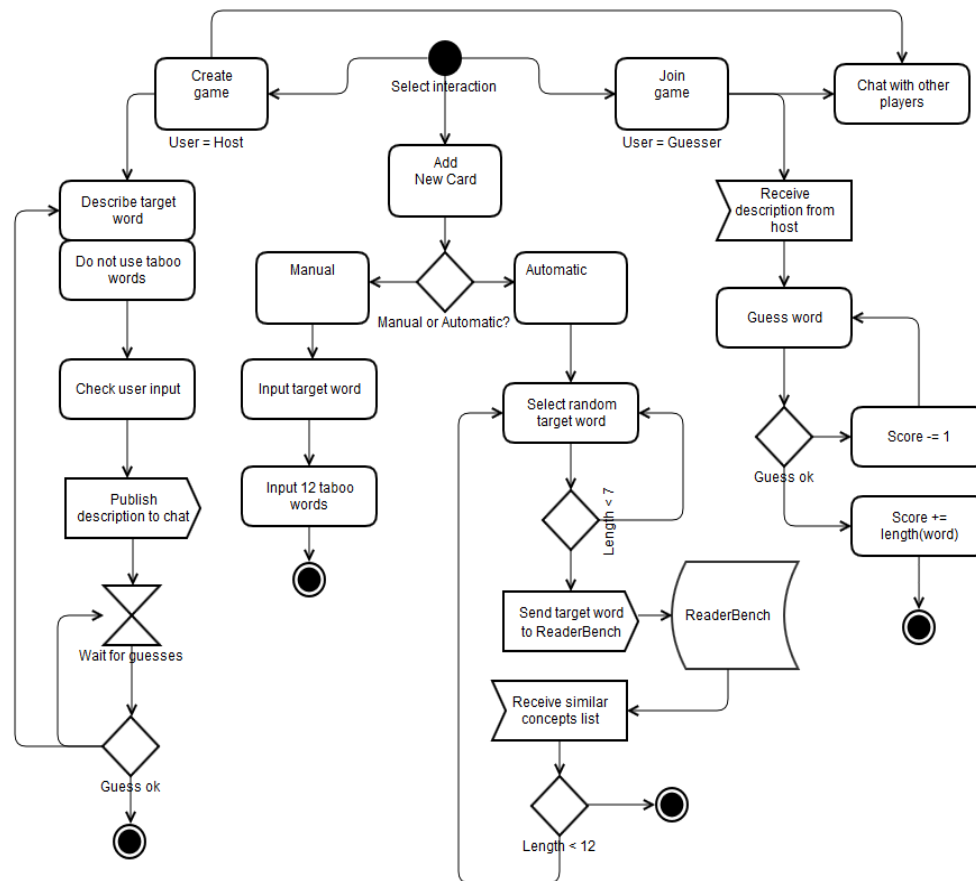 Create
game
Select interaction
Join
game
Chat with other
players
User = Host
User = Guesser
Add
New Card
Describe target
word
Do not use taboo
words
Receive
description from
host
Manual
Automatic
Manual or Automatic?
Guess word
Check user input
Input target word
Select random
target word
Score -= 1
Guess ok
Publish
description to chat
Input 12 taboo
words
Length < 7
Score +=
length(word)
Send target word
to ReaderBench
ReaderBench
Wait for guesses
Receive similar
concepts list
Guess ok
Length < 12